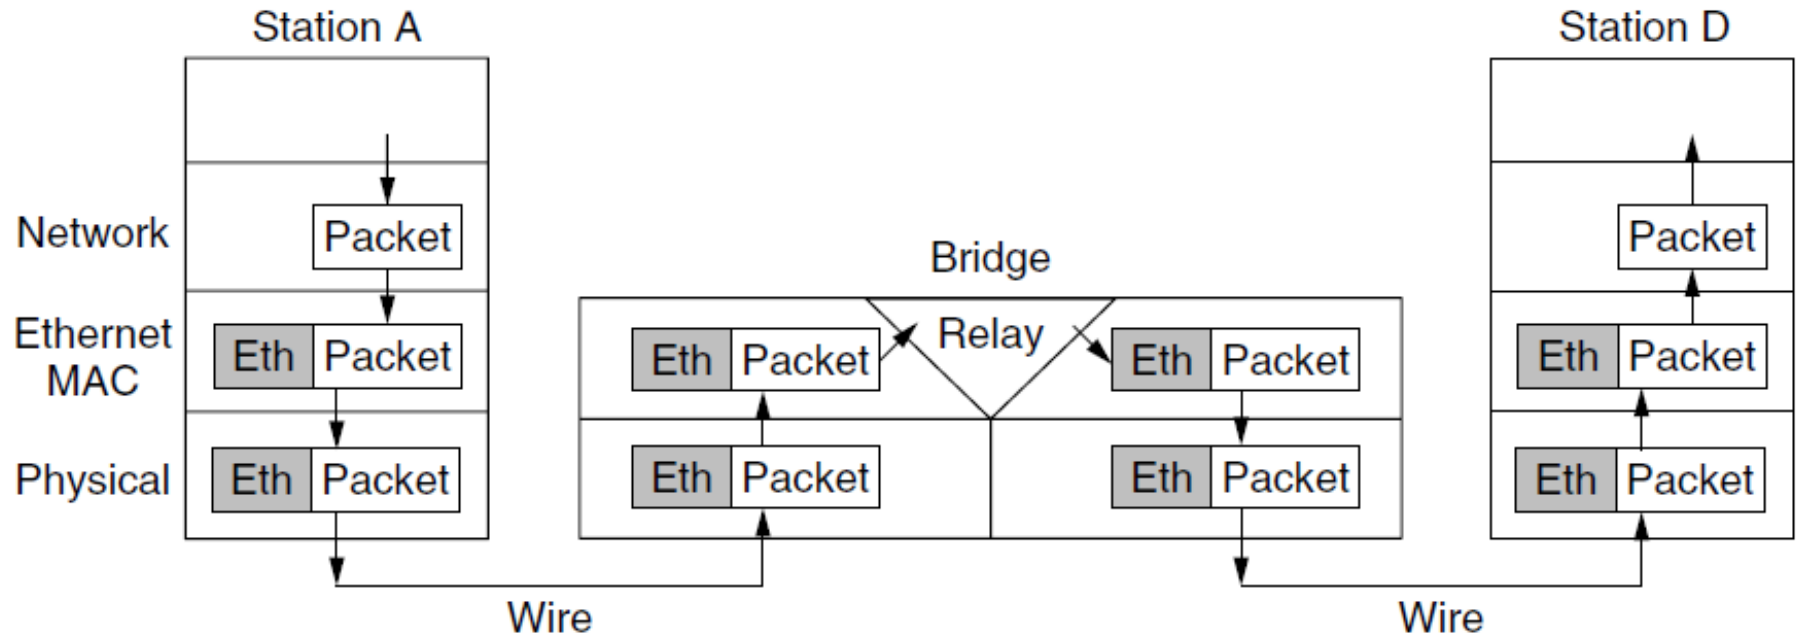 Station A
Station D
Network
Packet
Packet
Bridge
Ethernet
MAC
Eth Packet
Eth Packet
Relay
Eth Packet
Eth Packet
Physical
Eth Packet
Eth Packet
Eth Packet
Eth Packet
Wire
Wire